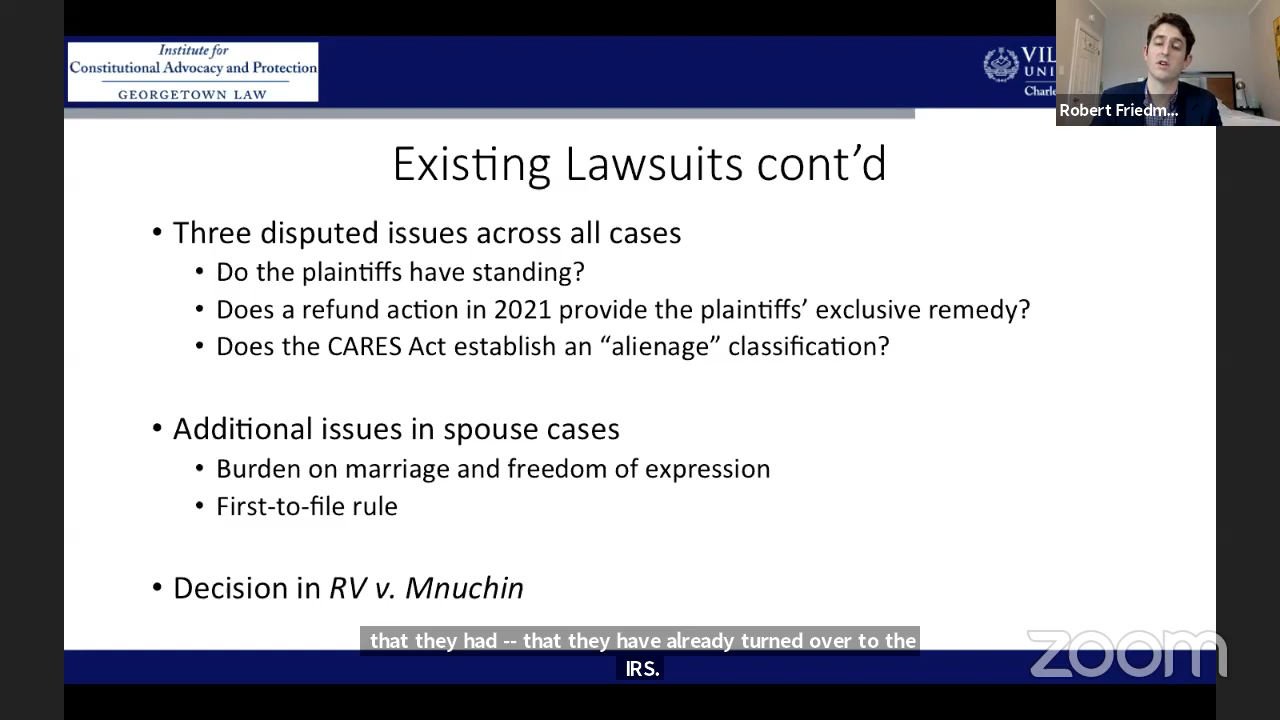 Institute for
Constitutional Advocacy and Protection
GEORGETOWN LAW
VIL
UNI
Charle
Robert Friedm...
Existing Lawsuits cont’d
• Three disputed issues across all cases
• Do the plaintiffs have standing?
• Does a refund action in 2021 provide the plaintiffs’ exclusive remedy?
• Does the CARES Act establish an “alienage” classification?
• Additional issues in spouse cases
• Burden on marriage and freedom of expression
• First-to-file rule
• Decision in RV v. Mnuchin
that they had -- that they have already turned over to the
IRS.
zoom